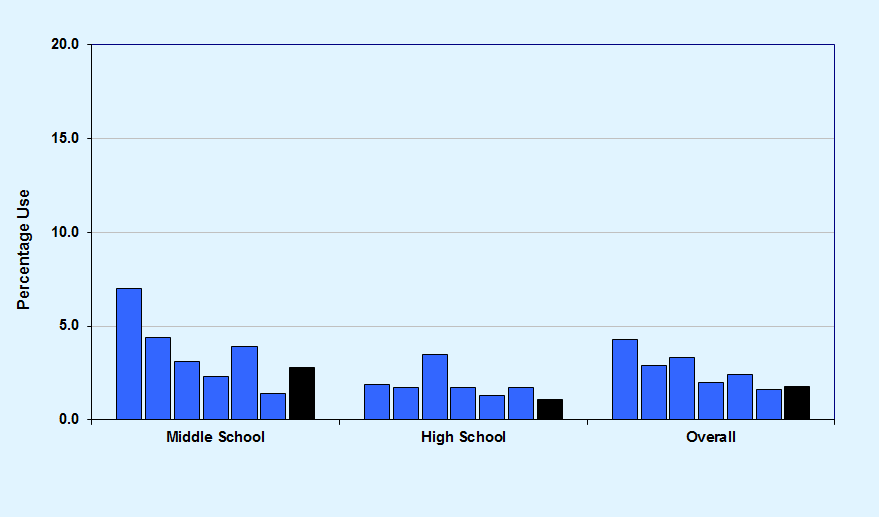 20.0
15.0
10.0
5.0
0.0
Percentage Use
Middle School
High School
Overall